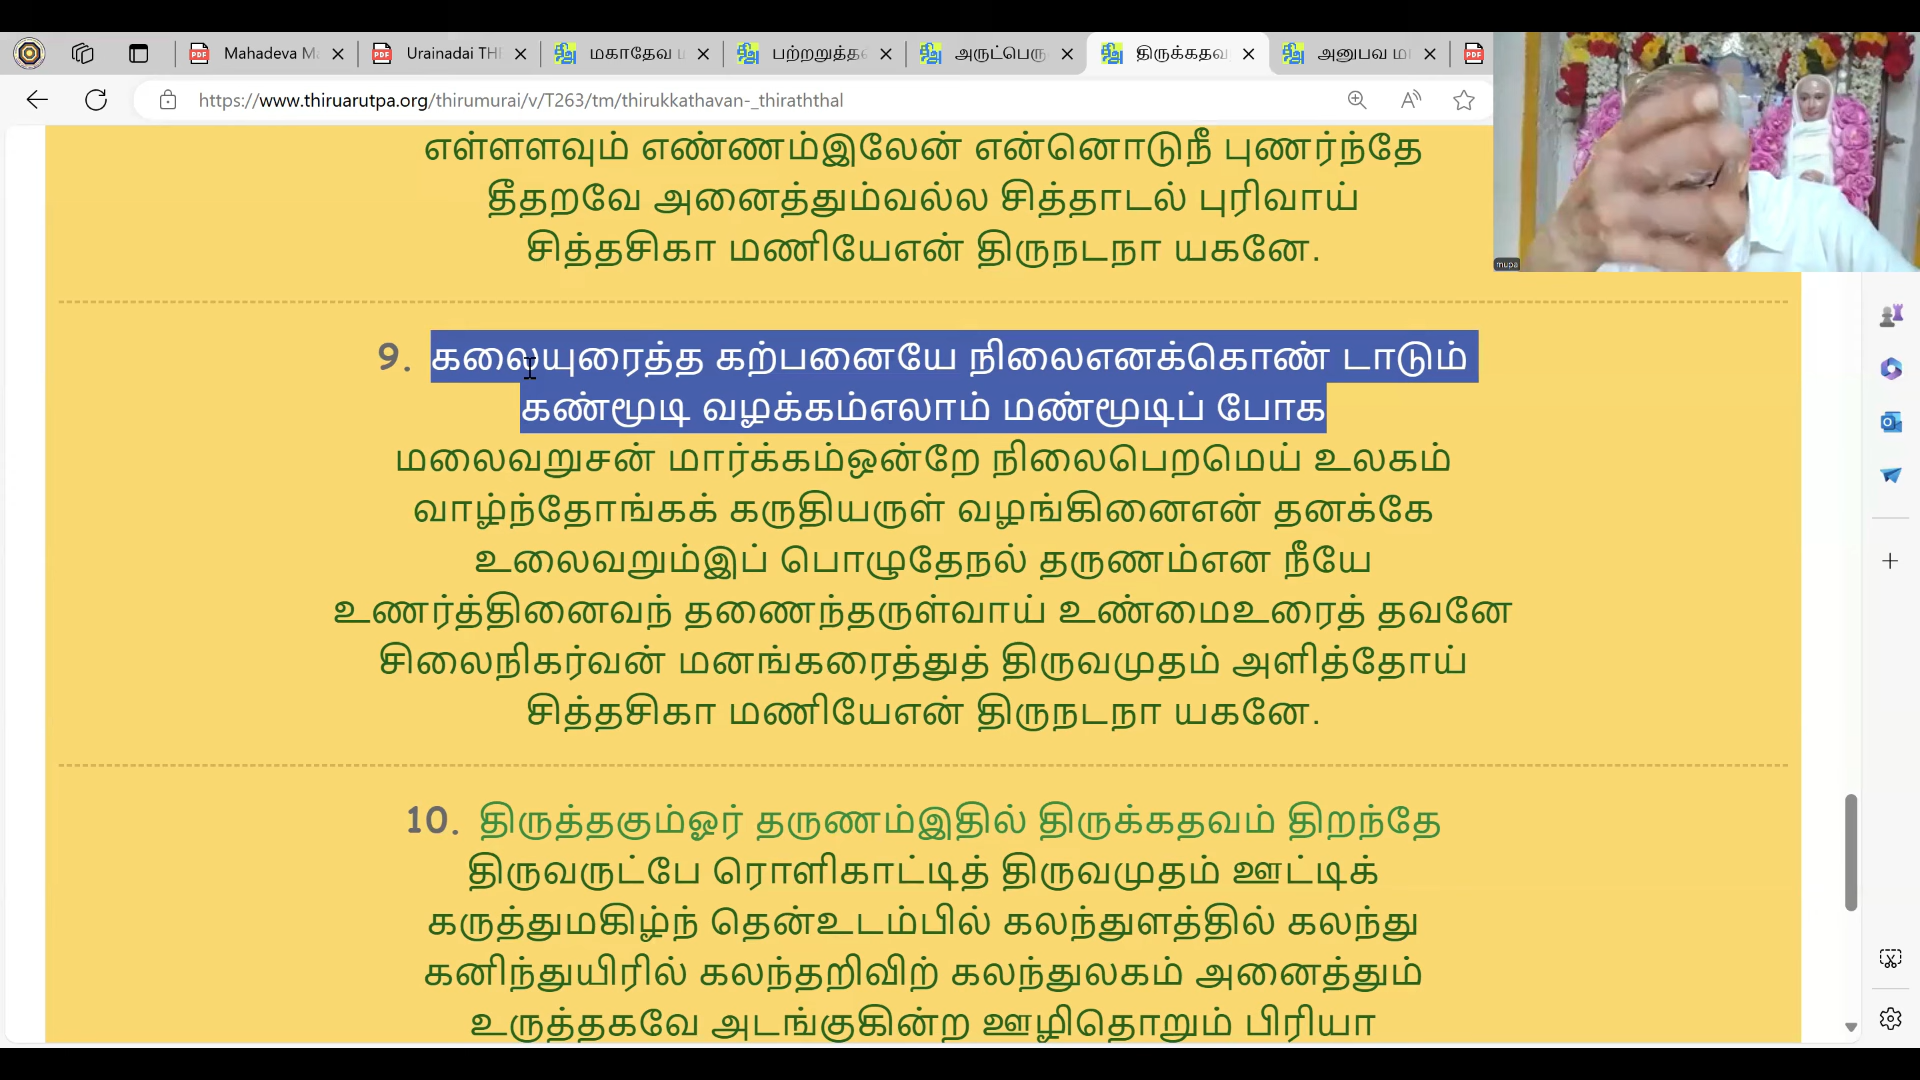 Mahadeva M
Urainadai TH
மகாதேவ
பற்றறுத்த
அருட்பெரு
திருக்கதவ
அனுபவ ம
https://www.thiruarutpa.org/thirumurai/v/T263/tm/thirukkathavan-_thiraththal
mupa
எள்ளளவும் எண்ணம்இலேன் என்னொடுநீ புணர்ந்தே
தீதறவே அனைத்தும்வல்ல சித்தாடல் புரிவாய்
சித்தசிகா மணியேஎன் திருநடநா யகனே.
9. கலையுரைத்த கற்பனையே நிலைஎனக்கொண் டாடும்
கண்மூடி வழக்கம்எலாம் மண்மூடிப் போக
மலைவறுசன் மார்க்கம்ஒன்றே நிலைபெறமெய் உலகம்
வாழ்ந்தோங்கக் கருதியருள் வழங்கினைஎன் தனக்கே
உலைவறும்இப் பொழுதேநல் தருணம்என நீயே
உணர்த்தினைவந் தணைந்தருள்வாய் உண்மைஉரைத் தவனே
சிலைநிகர்வன் மனங்கரைத்துத் திருவமுதம் அளித்தோய்
சித்தசிகா மணியேஎன் திருநடநா யகனே.
10. திருத்தகும்ஓர் தருணம்இதில் திருக்கதவம் திறந்தே
திருவருட்பே ரொளிகாட்டித் திருவமுதம் ஊட்டிக்
கருத்துமகிழ்ந் தென்உடம்பில் கலந்துளத்தில் கலந்து
கனிந்துயிரில் கலந்தறிவிற் கலந்துலகம் அனைத்தும்
உருத்தகவே அடங்குகின்ற ஊழிதொறும் பிரியா